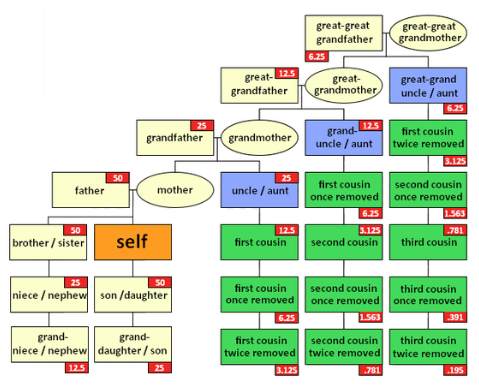 great-great
grandfather
great-great
grandmother
6.25
great-
grandfather
12.5
great-
grandmother
great-grand
uncle / aunt
6.25
grandfather
25
grandmother
grand-
uncle / aunt
12.5
first cousin
twice removed
3.125
father
50
mother
uncle / aunt
25
first cousin
once removed
6.25
second cousin
once removed
1.563
brother / sister
50
self
first cousin
12.5
second cousin
3.125
third cousin
.781
niece / nephew
25
son /daughter
50
first cousin
once removed
6.25
second cousin
once removed
1.563
third cousin
once removed
.391
grand-
niece / nephew
12.5
grand-
daughter / son
25
first cousin
twice removed
3.125
second cousin
twice removed
.781
third cousin
twice removed
.195